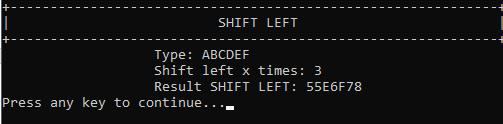 +-----------------------------------------------------------------+
| SHIFT LEFT |
+-----------------------------------------------------------------+
Type: ABCDEF
Shift left x times: 3
Result SHIFT LEFT: 55E6F78
Press any key to continue..._